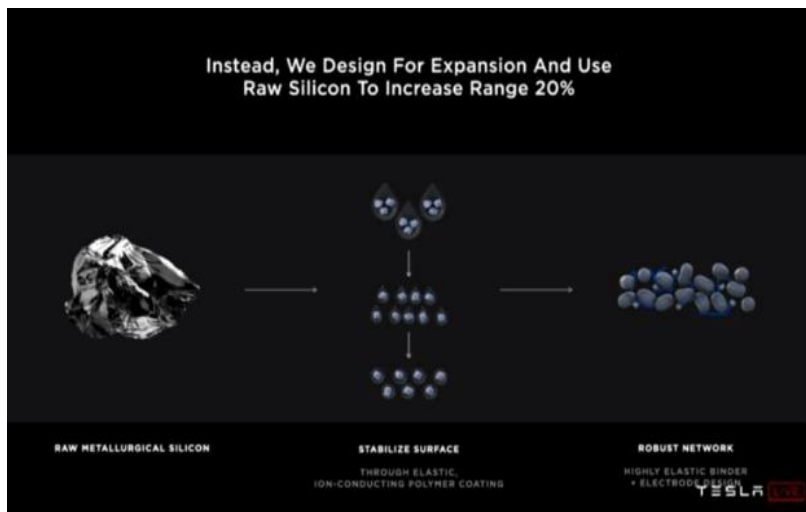 Instead, We Design For Expansion And Use
Raw Silicon To Increase Range 20%
RAW METALLURGICAL SILICON
STABILIZE SURFACE
THROUGH ELASTIC,
ION-CONDUCTING POLYMER COATING
ROBUST NETWORK
HIGHLY ELASTIC BINDER
+ ELECTRODE DESIGN
TESLA LIVE